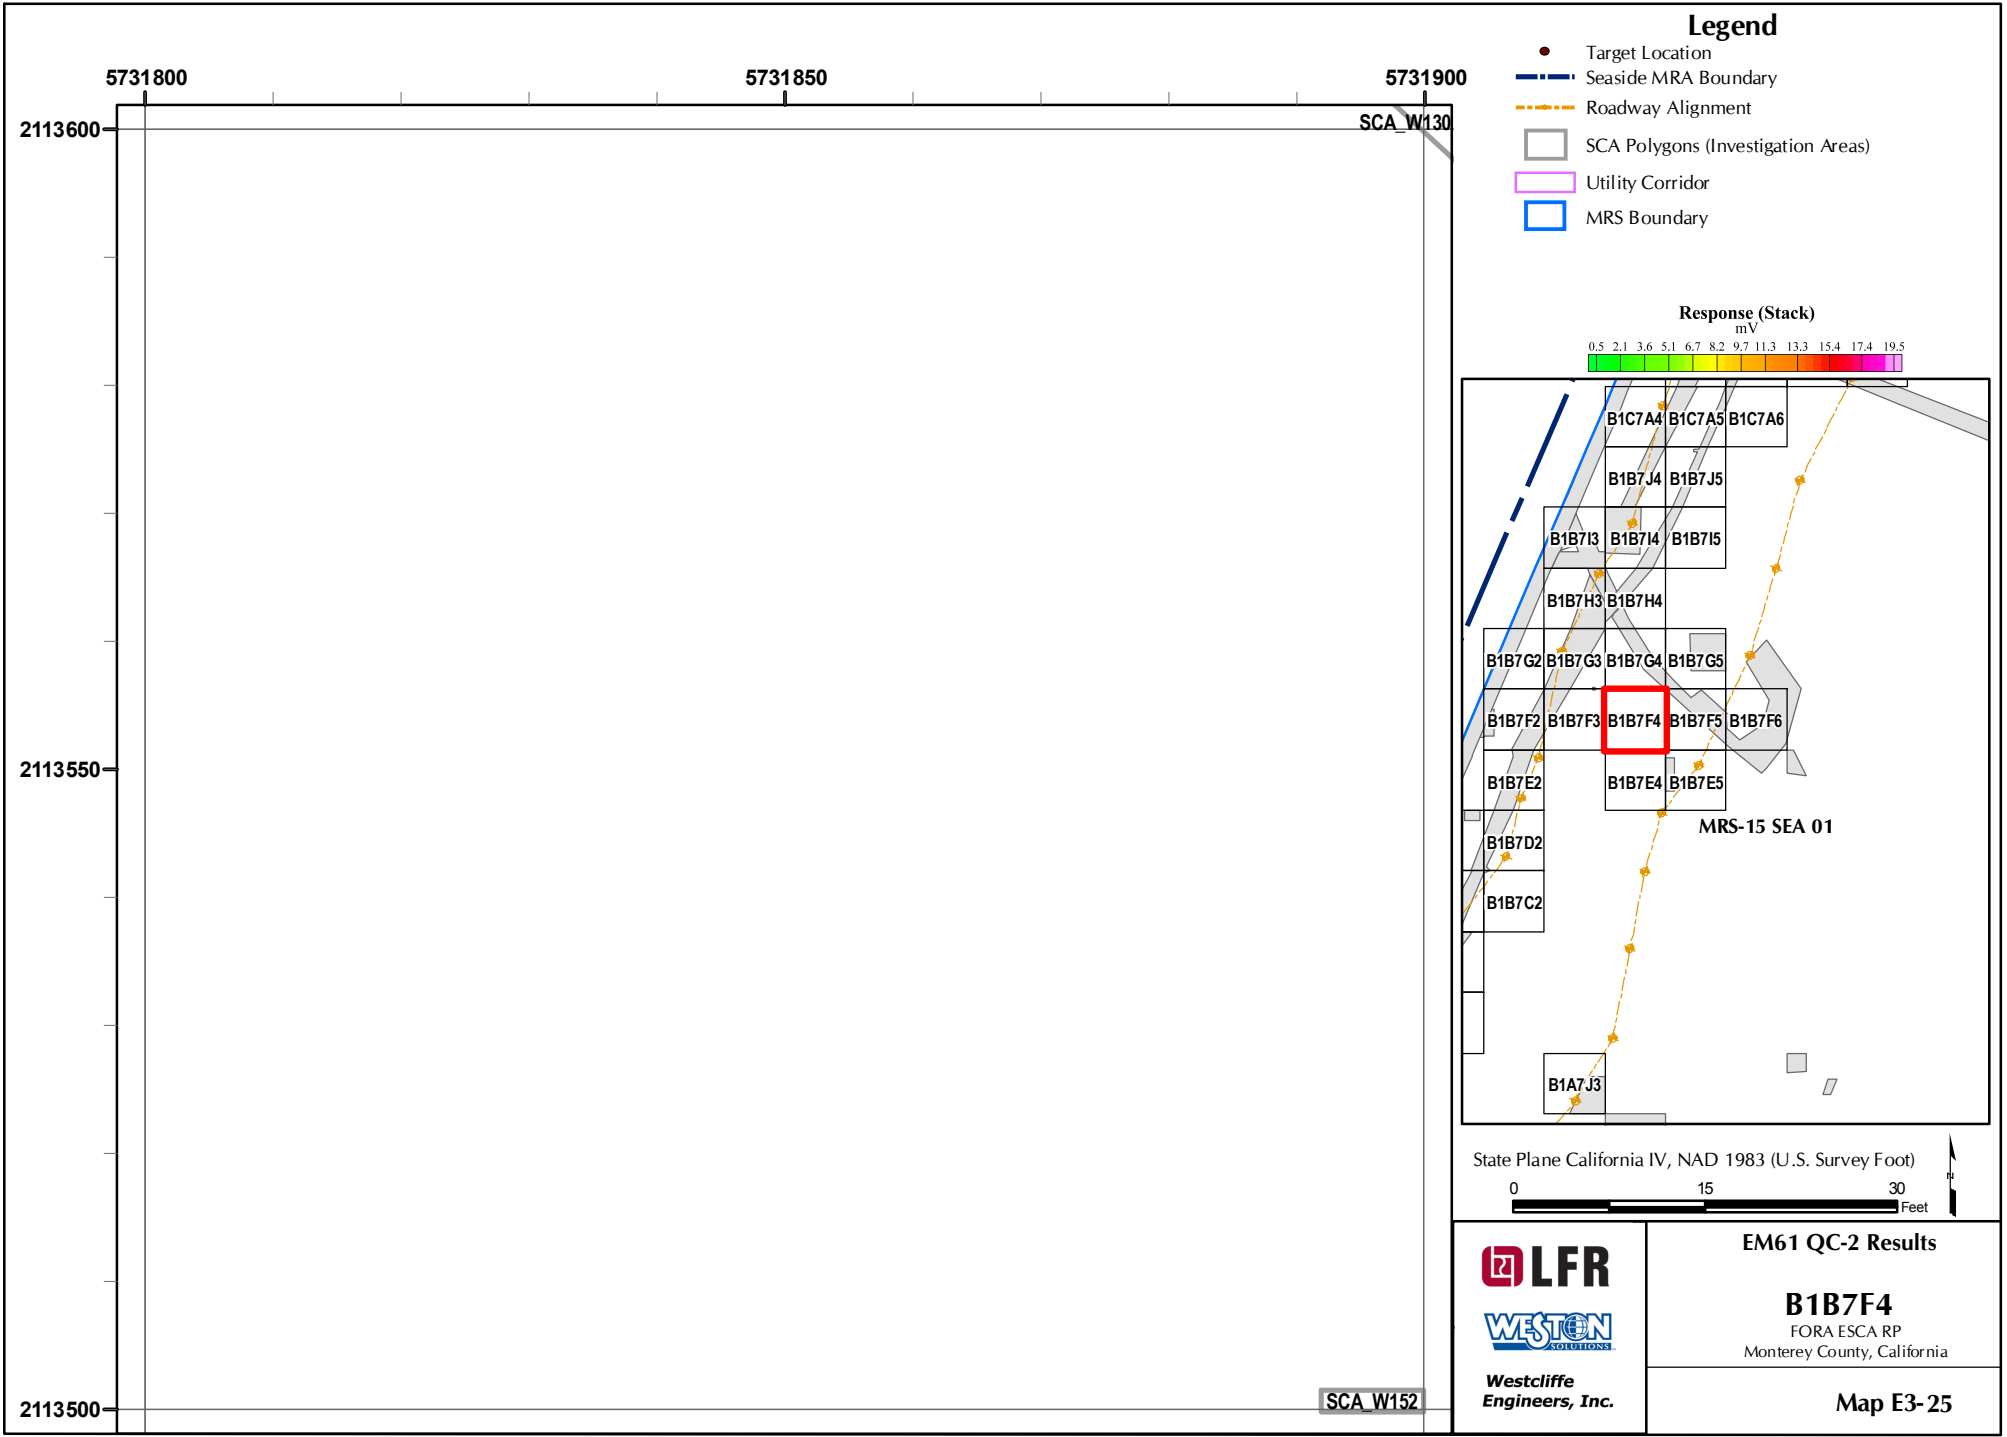 Legend
Target Location
Seaside MRA Boundary
Roadway Alignment
SCA Polygons (Investigation Areas)
Utility Corridor
MRS Boundary
5731800 5731850 5731900
2113600
2113550
2113500
SCA_W130
SCA_W152
Response (Stack)
mV
0.5 2.1 3.6 5.1 6.7 8.2 9.7 11.3 13.3 15.4 17.4 19.5
B1C7A4 B1C7A5 B1C7A6
B1B7J4 B1B7J5
B1B7I3 B1B7I4 B1B7I5
B1B7H3 B1B7H4
B1B7G2 B1B7G3 B1B7G4 B1B7G5
B1B7F2 B1B7F3 B1B7F4 B1B7F5 B1B7F6
B1B7E2 B1B7E4 B1B7E5
MRS-15 SEA 01
B1B7D2
B1B7C2
B1A7J3
State Plane California IV, NAD 1983 (U.S. Survey Foot)
N
0 15 30
Feet
LFR
WESTON
SOLUTIONS
Westcliffe
Engineers, Inc.
EM61 QC-2 Results
B1B7F4
FORA ESCA RP
Monterey County, California
Map E3-25